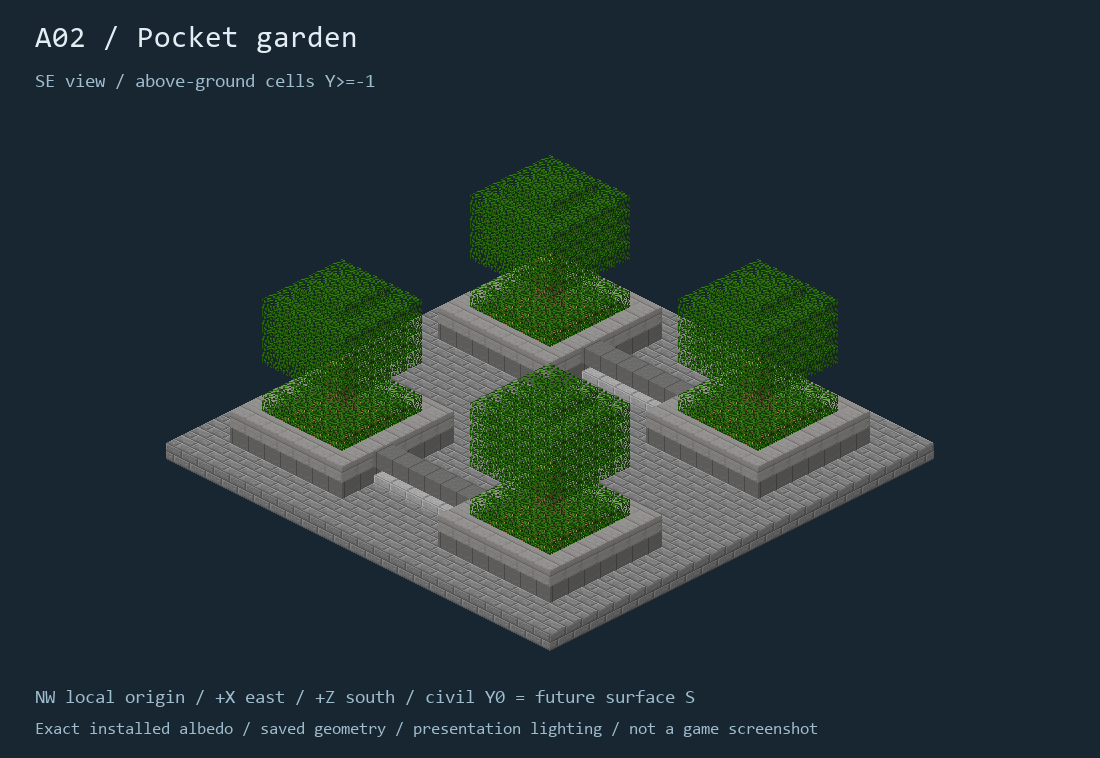 A02 / Pocket garden
SE view / above-ground cells Y>=-1
NW local origin / +X east / +Z south / civil Y0 = future surface S
Exact installed albedo / saved geometry / presentation lighting / not a game screenshot